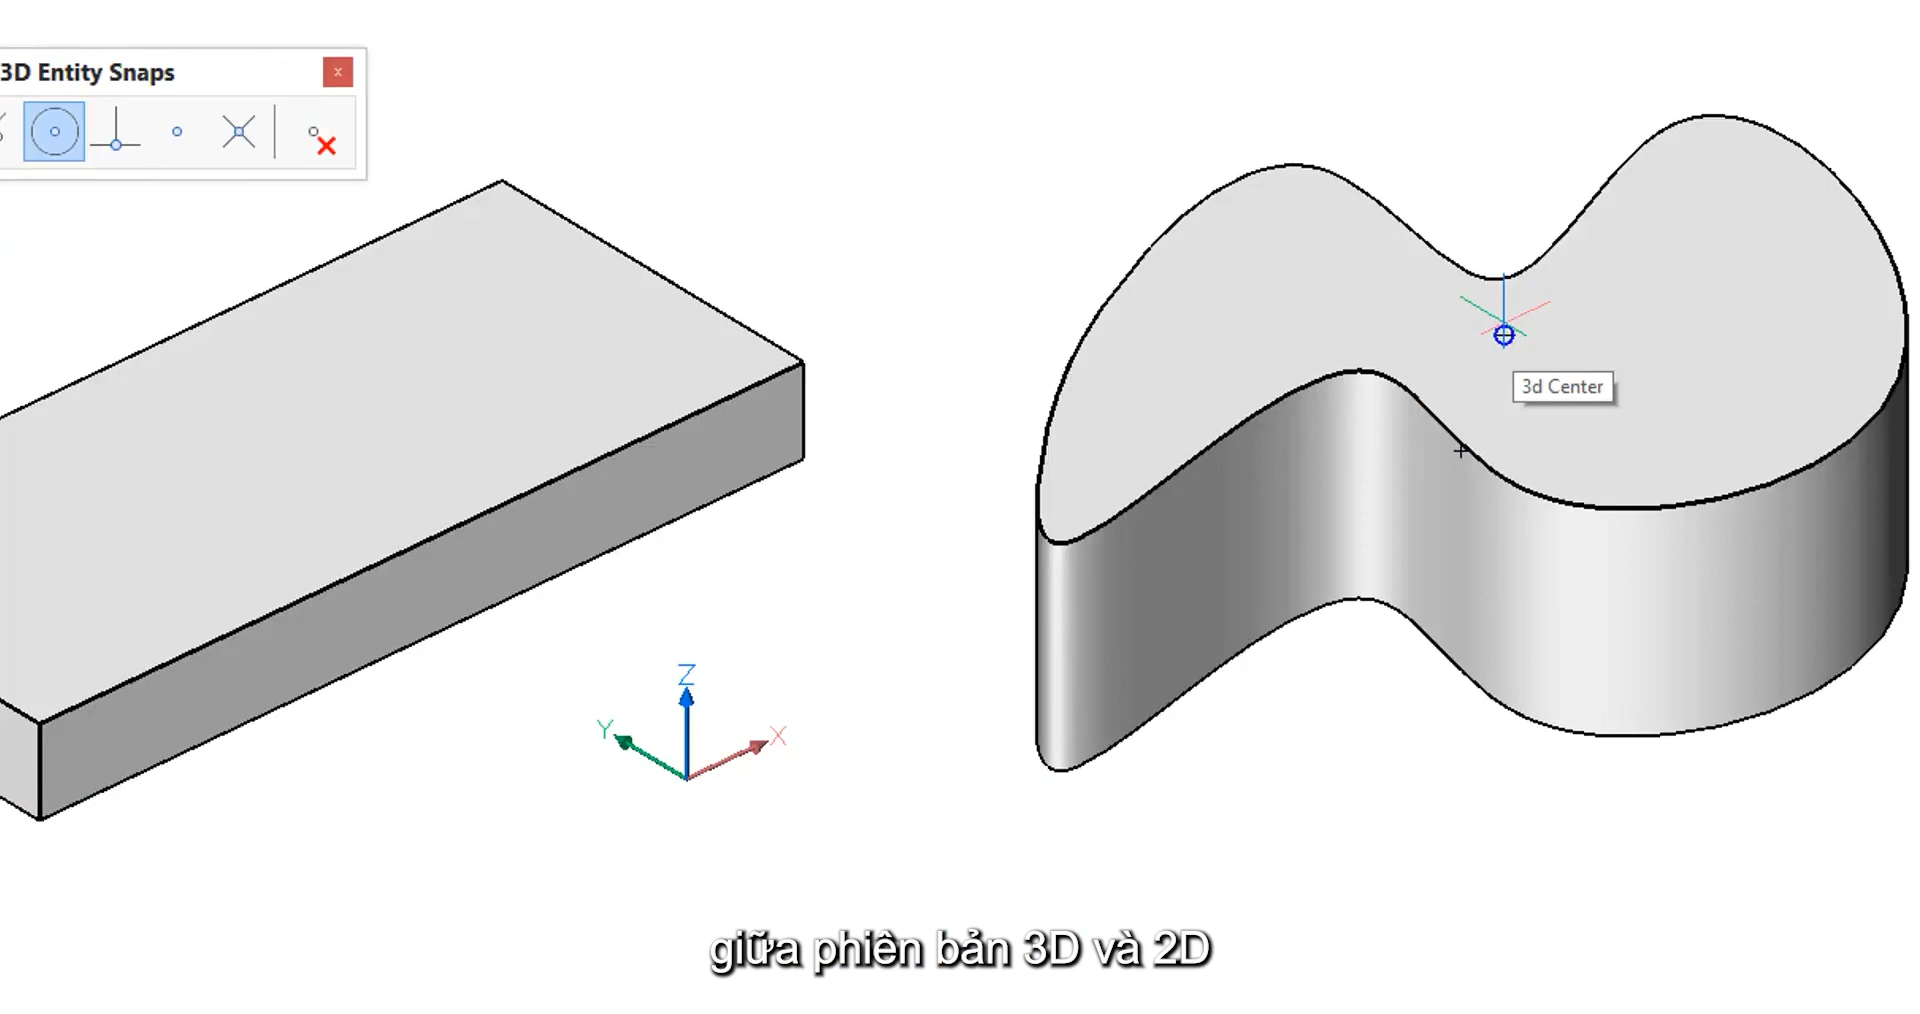 3D Entity Snaps
3d Center
Z
Y
X
giữa phiên bản 3D và 2D